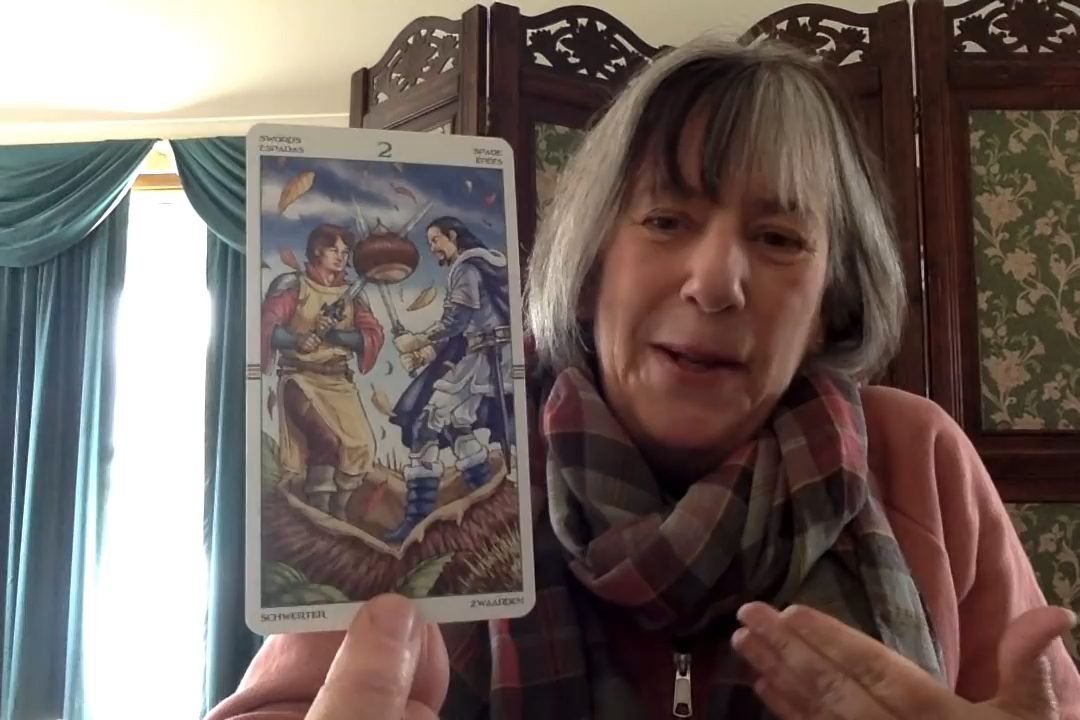 SWORDS
ESPADAS
2
SPADE
ÉPÉES
SCHWERTER
ZWAARDEN